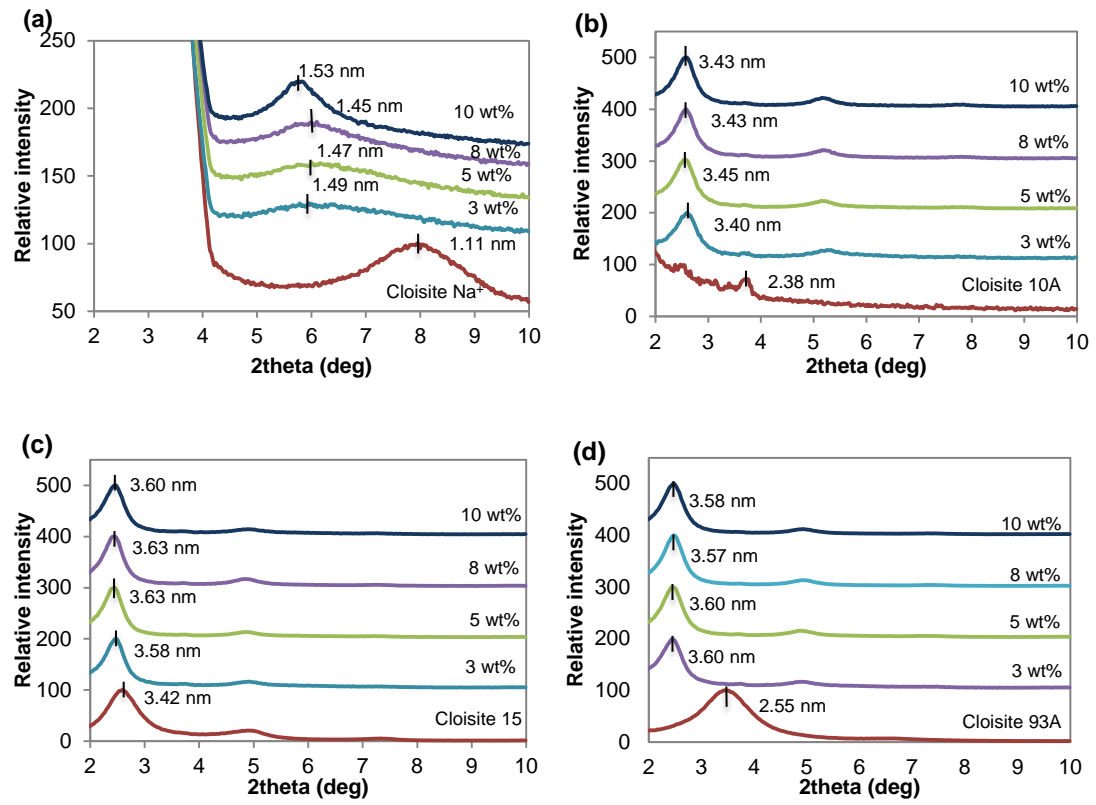 (a)
250
200
150
100
50
Relative intensity
1.53 nm
1.45 nm
10 wt%
8 wt%
1.47 nm
5 wt%
1.49 nm
3 wt%
1.11 nm
Cloisite Na⁺
2 3 4 5 6 7 8 9 10
2theta (deg)
(b)
500
400
300
200
100
0
Relative intensity
3.43 nm
10 wt%
3.43 nm
8 wt%
3.45 nm
5 wt%
3.40 nm
3 wt%
2.38 nm
Cloisite 10A
2 3 4 5 6 7 8 9 10
2theta (deg)
(c)
500
400
300
200
100
0
Relative intensity
3.60 nm
10 wt%
3.63 nm
8 wt%
3.63 nm
5 wt%
3.58 nm
3 wt%
3.42 nm
Cloisite 15
2 3 4 5 6 7 8 9 10
2theta (deg)
(d)
500
400
300
200
100
0
Relative intensity
3.58 nm
10 wt%
3.57 nm
8 wt%
3.60 nm
5 wt%
3.60 nm
3 wt%
2.55 nm
Cloisite 93A
2 3 4 5 6 7 8 9 10
2theta (deg)